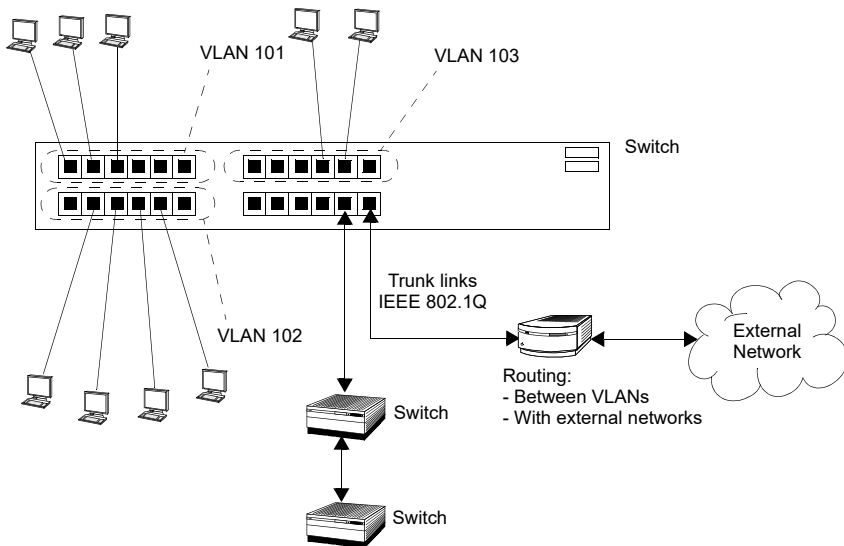 VLAN 101
VLAN 103
Switch
Trunk links
IEEE 802.1Q
VLAN 102
External
Network
Routing:
- Between VLANs
- With external networks
Switch
Switch